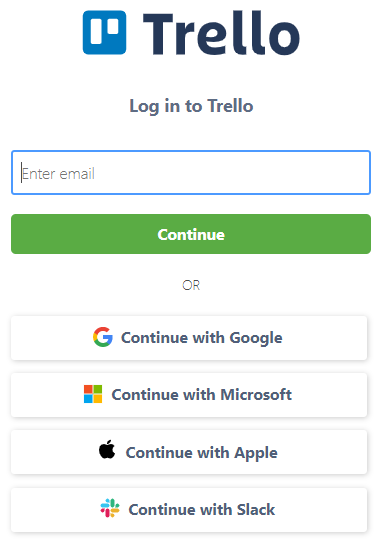 Trello
Log in to Trello
Enter email
Continue
OR
Continue with Google
Continue with Microsoft
Continue with Apple
Continue with Slack